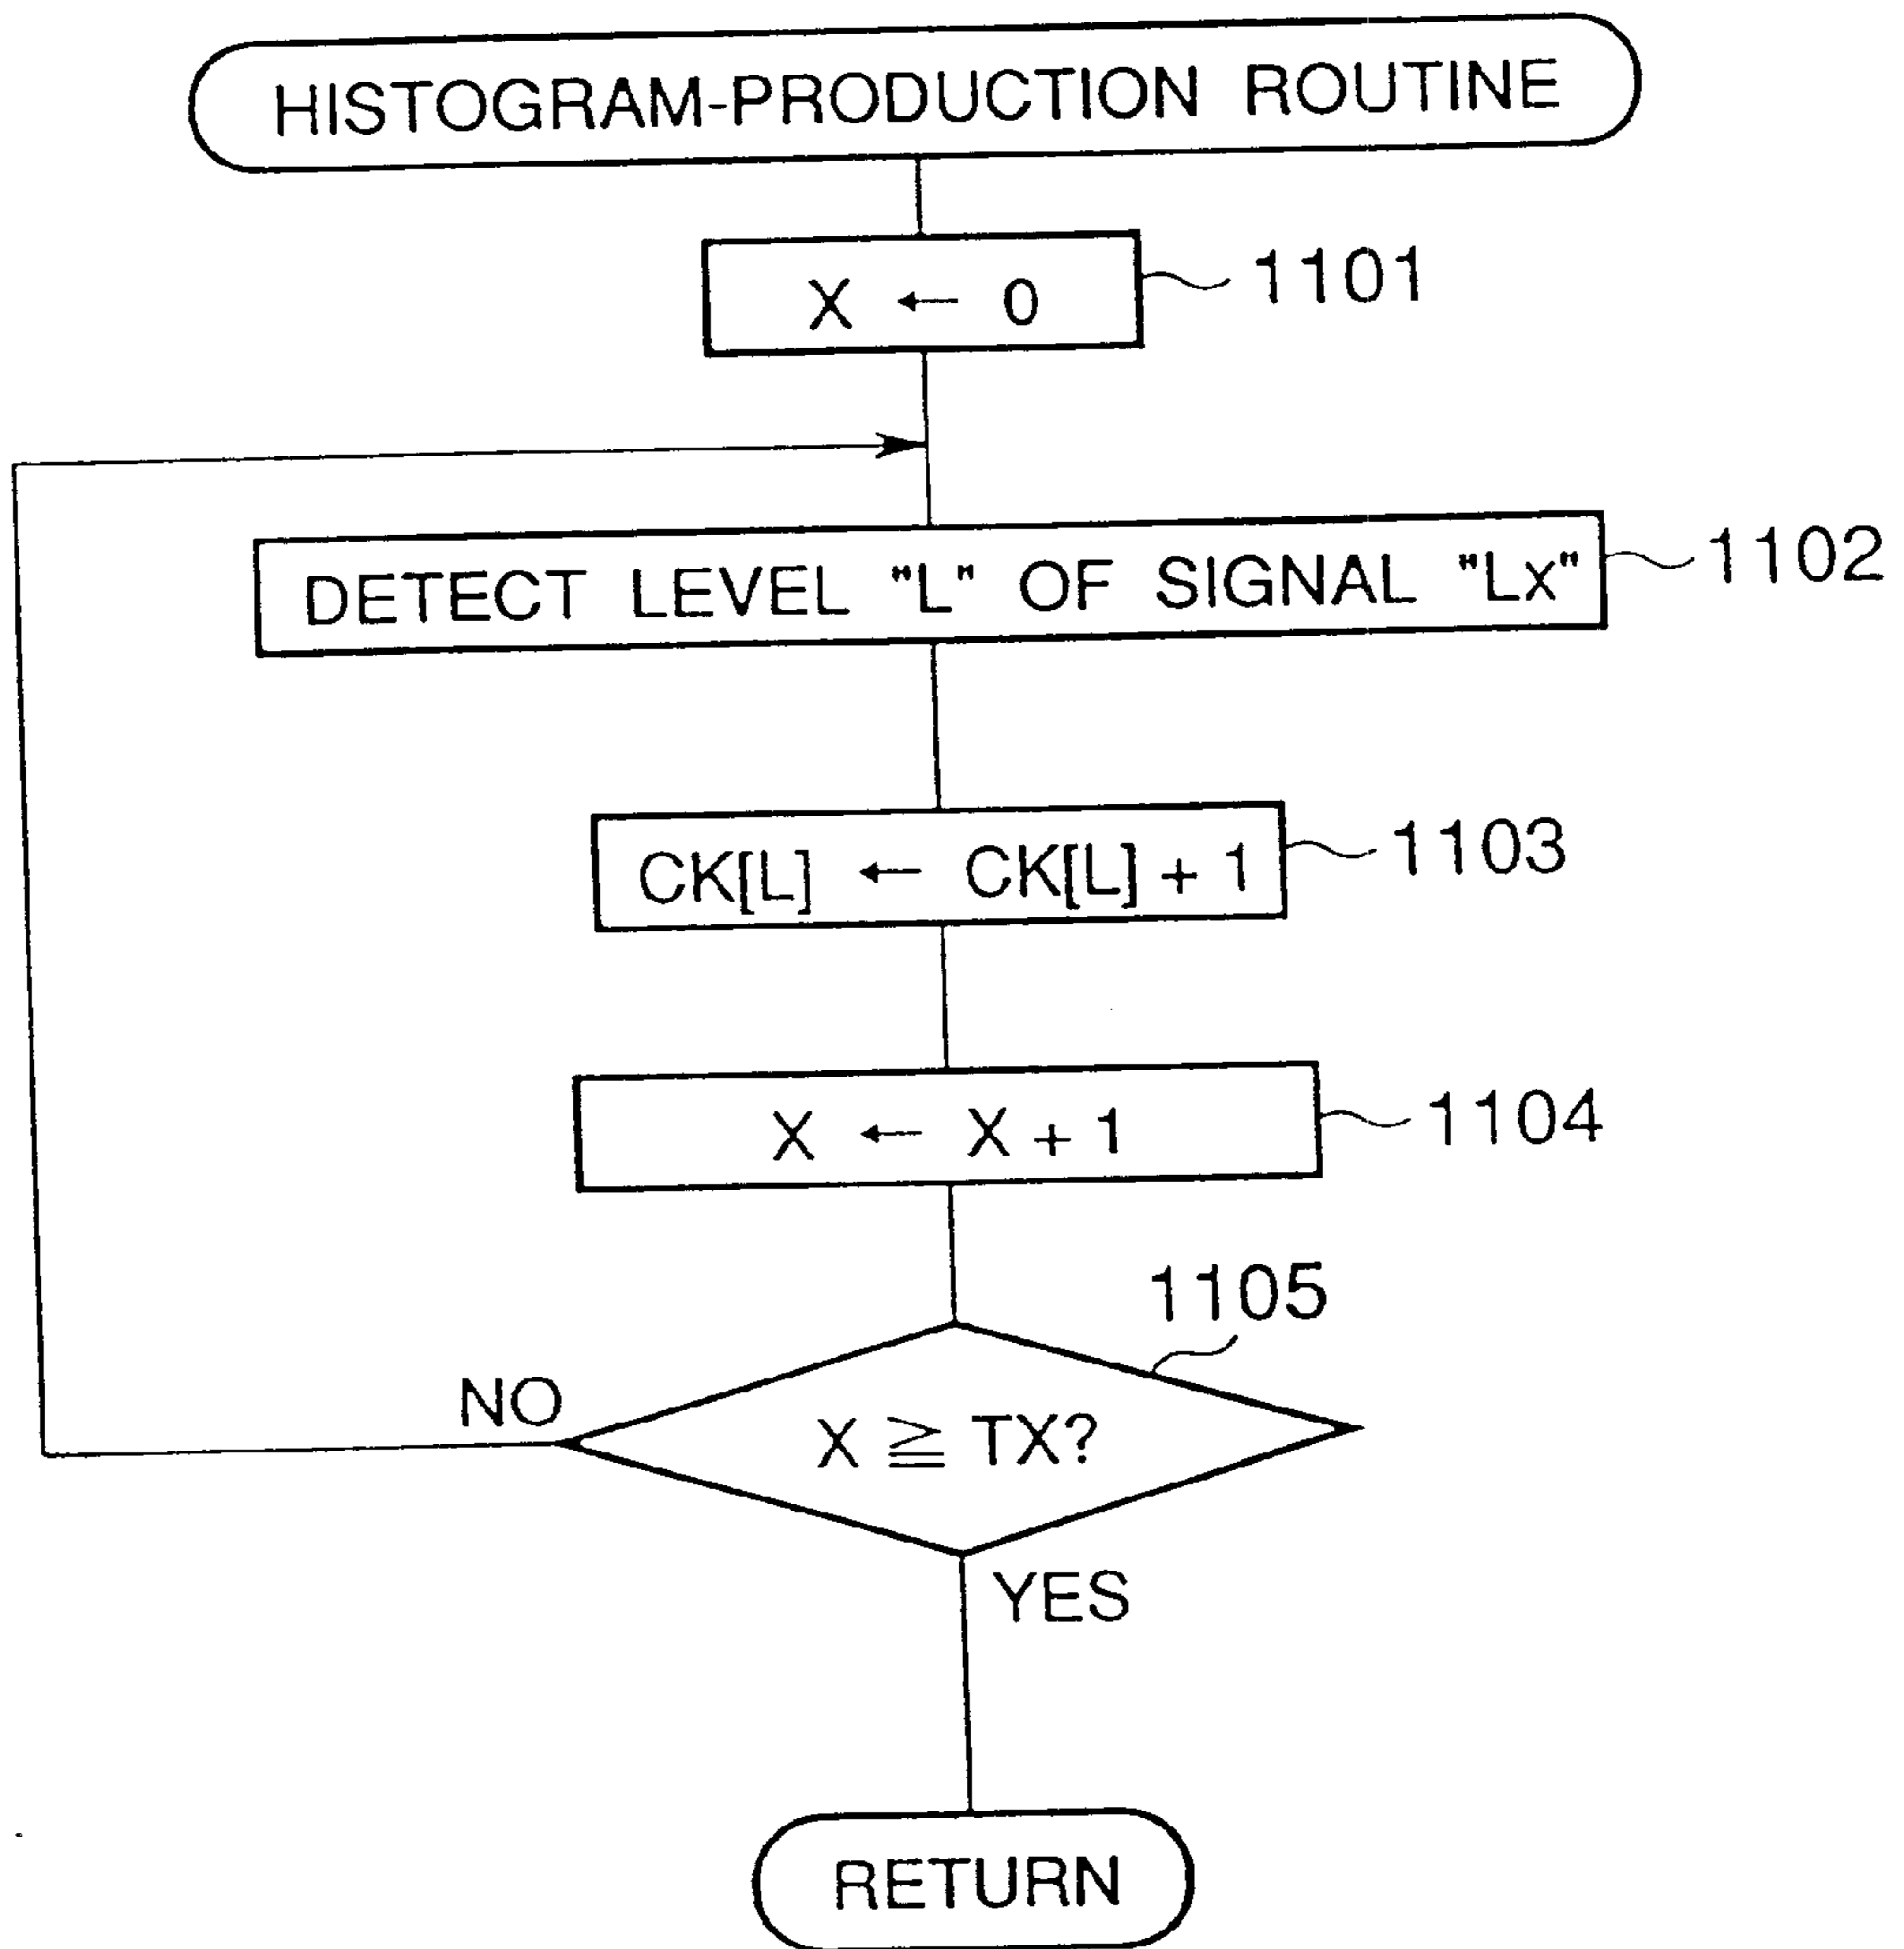 HISTOGRAM-PRODUCTION ROUTINE
X ← 0
1101
DETECT LEVEL "L" OF SIGNAL "Lx"
1102
CK[L] ← CK[L] + 1
1103
X ← X + 1
1104
1105
NO
X ≧ TX?
YES
RETURN